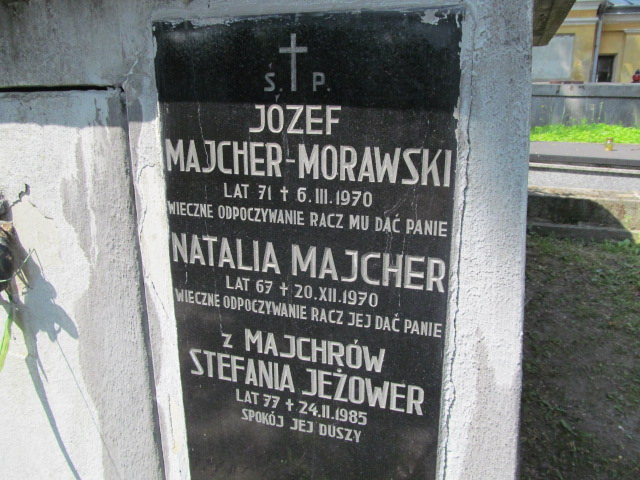 Ś. P.
JÓZEF
MAJCHER-MORAWSKI
LAT 71 + 6.III.1970
WIECZNE ODPOCZYWANIE RACZ MU DAĆ PANIE
NATALIA MAJCHER
LAT 67 + 20.XII.1970
WIECZNE ODPOCZYWANIE RACZ JEJ DAĆ PANIE
z MAJCHRÓW
STEFANIA JEŻOWER
LAT 77 + 24.II.1985
SPOKÓJ JEJ DUSZY